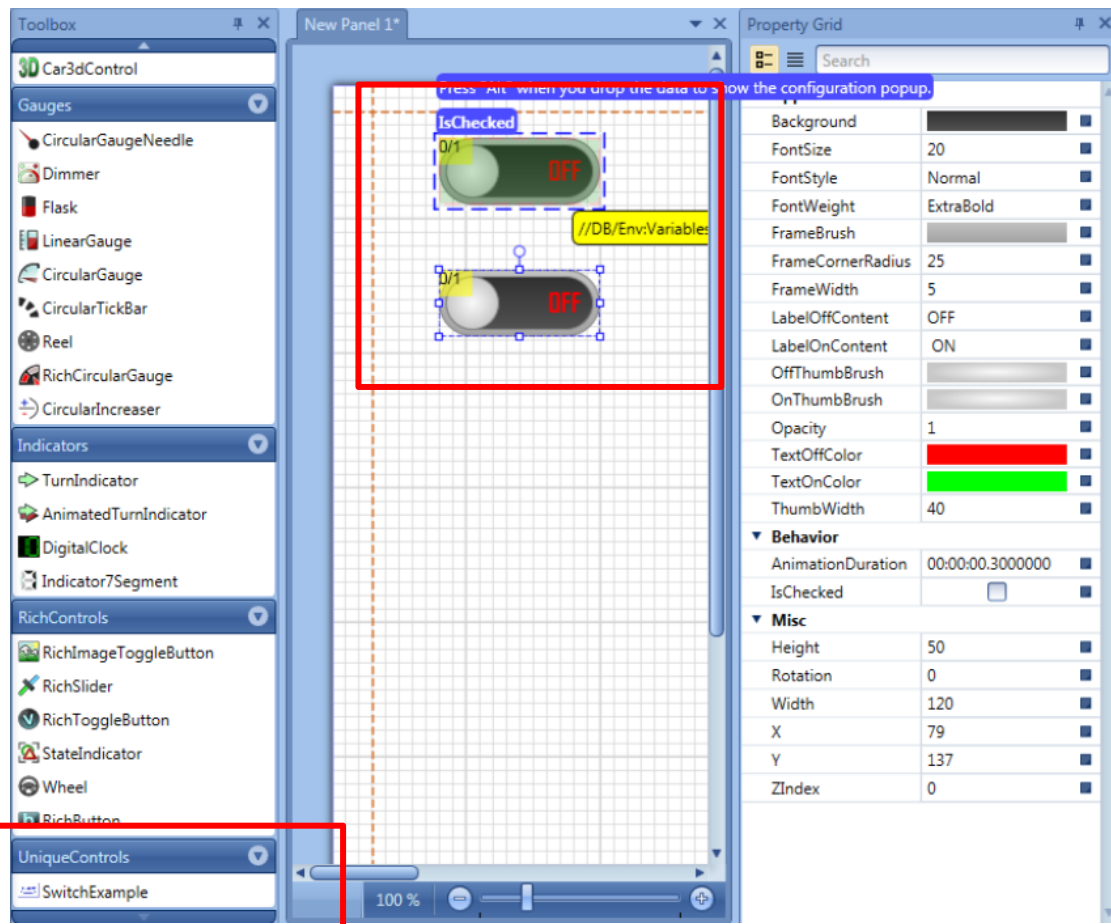 Toolbox
3D Car3dControl
Gauges
CircularGaugeNeedle
Dimmer
Flask
LinearGauge
CircularGauge
CircularTickBar
Reel
RichCircularGauge
CircularIncreaser
Indicators
TurnIndicator
AnimatedTurnIndicator
DigitalClock
Indicator7Segment
RichControls
RichImageToggleButton
RichSlider
V RichToggleButton
StateIndicator
Wheel
RichButton
UniqueControls
SwitchExample
New Panel 1*
Press "Alt" when you drop the data to show the configuration popup.
IsChecked
0/1 OFF
//DB/Env:Variables
0/1 OFF
100 %
Property Grid
Search
Background
FontSize 20
FontStyle Normal
FontWeight ExtraBold
FrameBrush
FrameCornerRadius 25
FrameWidth 5
LabelOffContent OFF
LabelOnContent ON
OffThumbBrush
OnThumbBrush
Opacity 1
TextOffColor
TextOnColor
ThumbWidth 40
Behavior
AnimationDuration 00:00:00.3000000
IsChecked
Misc
Height 50
Rotation 0
Width 120
X 79
Y 137
ZIndex 0